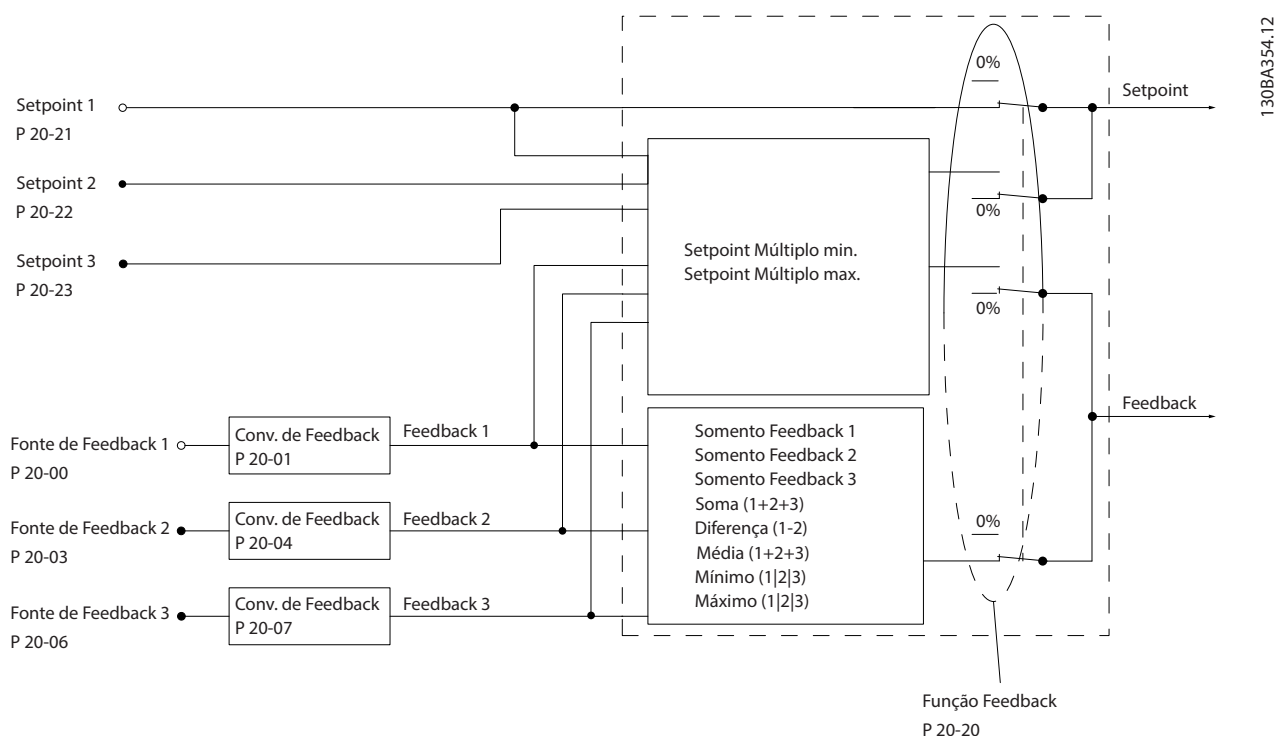 130BA354.12
0%
Setpoint
Setpoint 1
P 20-21
Setpoint 2
P 20-22
0%
Setpoint 3
P 20-23
Setpoint Múltiplo min.
Setpoint Múltiplo max.
0%
Feedback
Fonte de Feedback 1
P 20-00
Conv. de Feedback
P 20-01
Feedback 1
Fonte de Feedback 2
P 20-03
Conv. de Feedback
P 20-04
Feedback 2
Fonte de Feedback 3
P 20-06
Conv. de Feedback
P 20-07
Feedback 3
Somento Feedback 1
Somento Feedback 2
Somento Feedback 3
Soma (1+2+3)
Diferença (1-2)
Média (1+2+3)
Mínimo (1|2|3)
Máximo (1|2|3)
0%
Função Feedback
P 20-20